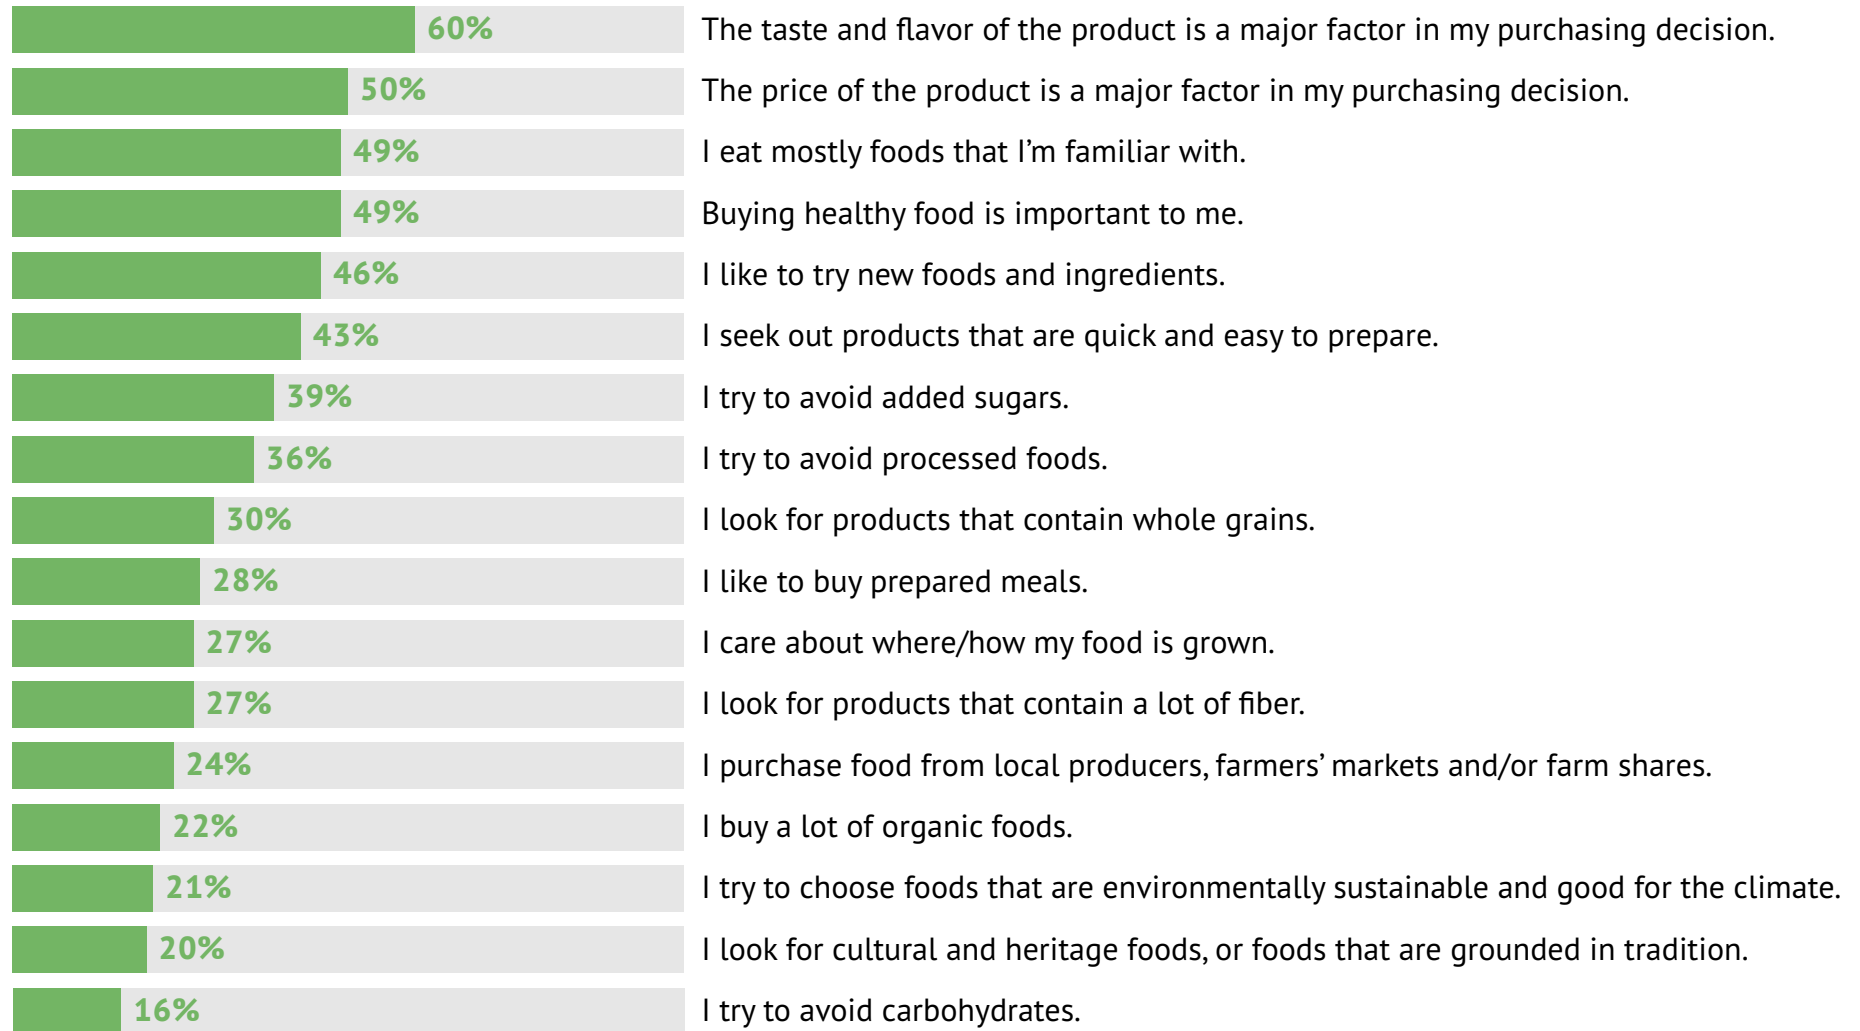 60% The taste and flavor of the product is a major factor in my purchasing decision.
50% The price of the product is a major factor in my purchasing decision.
49% I eat mostly foods that I’m familiar with.
49% Buying healthy food is important to me.
46% I like to try new foods and ingredients.
43% I seek out products that are quick and easy to prepare.
39% I try to avoid added sugars.
36% I try to avoid processed foods.
30% I look for products that contain whole grains.
28% I like to buy prepared meals.
27% I care about where/how my food is grown.
27% I look for products that contain a lot of fiber.
24% I purchase food from local producers, farmers’ markets and/or farm shares.
22% I buy a lot of organic foods.
21% I try to choose foods that are environmentally sustainable and good for the climate.
20% I look for cultural and heritage foods, or foods that are grounded in tradition.
16% I try to avoid carbohydrates.